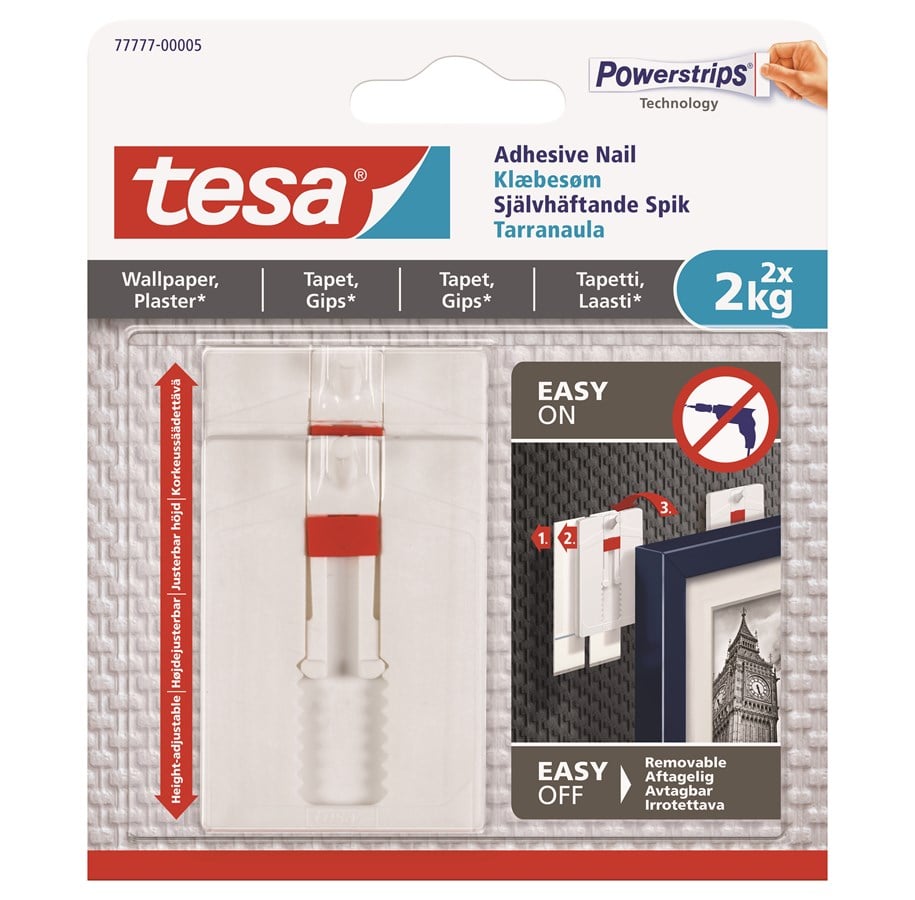 77777-00005
Powerstrips®
Technology
tesa®
Adhesive Nail
Klæbesøm
Självhäftande Spik
Tarranaula
Wallpaper,
Plaster*
Tapet,
Gips*
Tapet,
Gips*
Tapetti,
Laasti*
2x
2kg
Height-adjustable | Højdejusterbar | Justerbar höjd | Korkeussäädettävä
EASY
ON
1.
2.
3.
tesa
EASY
OFF
Removable
Aftagelig
Avtagbar
Irrotettava